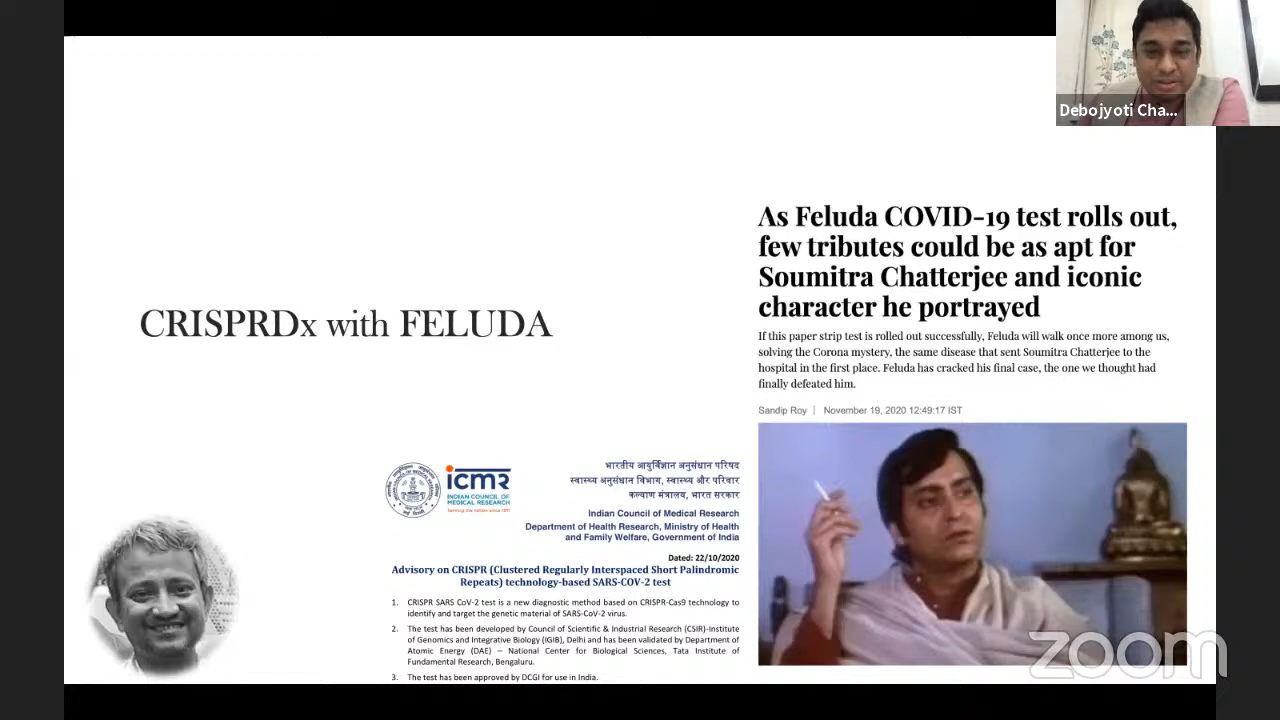 Debojyoti Cha...
As Feluda COVID-19 test rolls out,
few tributes could be as apt for
Soumitra Chatterjee and iconic
character he portrayed
If this paper strip test is rolled out successfully, Feluda will walk once more among us,
solving the Corona mystery, the same disease that sent Soumitra Chatterjee to the
hospital in the first place. Feluda has cracked his final case, the one we thought had
finally defeated him.
Sandip Roy | November 19, 2020 12:49:17 IST
CRISPRDx with FELUDA
icmr
INDIAN COUNCIL OF
MEDICAL RESEARCH
भारतीय आयुर्विज्ञान अनुसंधान परिषद
स्वास्थ्य अनुसंधान विभाग, स्वास्थ्य और परिवार
कल्याण मंत्रालय, भारत सरकार
Indian Council of Medical Research
Department of Health Research, Ministry of Health
and Family Welfare, Government of India
Dated: 22/10/2020
Advisory on CRISPR (Clustered Regularly Interspaced Short Palindromic
Repeats) technology-based SARS-COV-2 test
1. CRISPR SARS CoV-2 test is a new diagnostic method based on CRISPR-Cas9 technology to
identify and target the genetic material of SARS-CoV-2 virus.
2. The test has been developed by Council of Scientific & Industrial Research (CSIR)-Institute
of Genomics and Integrative Biology (IGIB), Delhi and has been validated by Department of
Atomic Energy (DAE) – National Center for Biological Sciences, Tata Institute of
Fundamental Research, Bengaluru.
3. The test has been approved by DCGI for use in India.
zoom